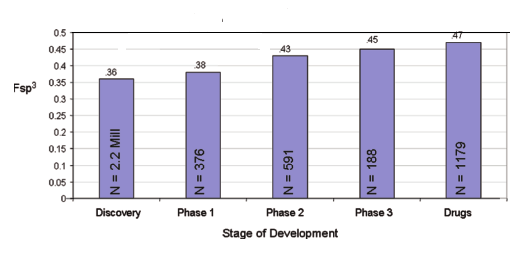 0.5
0.45
0.4
0.35
0.3
0.25
0.2
0.15
0.1
0.05
0
Fsp3
.36
.38
.43
.45
.47
N = 2.2 Mill
N = 376
N = 591
N = 188
N = 1179
Discovery
Phase 1
Phase 2
Phase 3
Drugs
Stage of Development